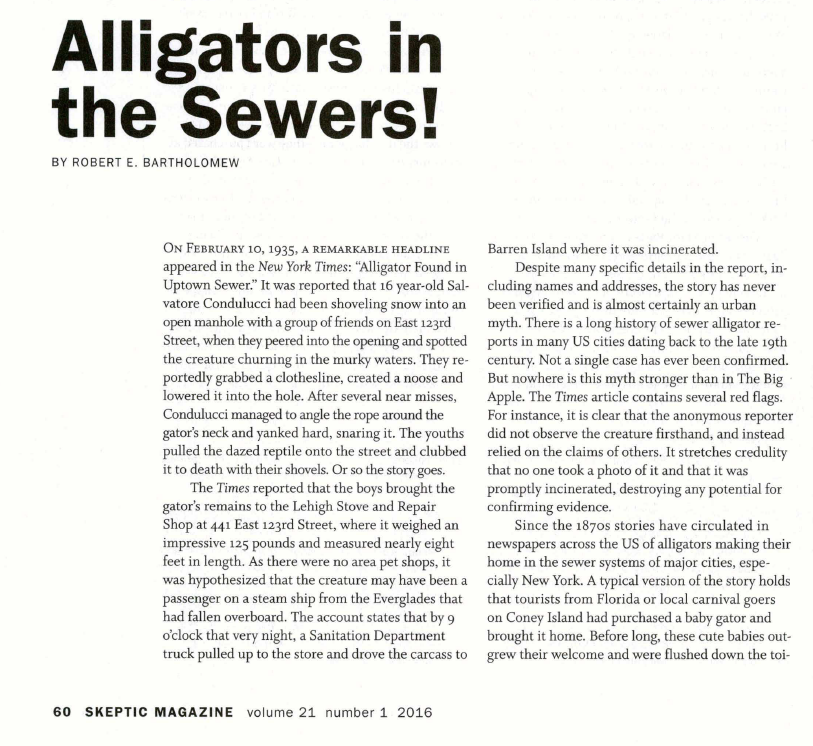 Alligators in
the Sewers!
BY ROBERT E. BARTHOLOMEW
ON FEBRUARY 10, 1935, A REMARKABLE HEADLINE
appeared in the New York Times: “Alligator Found in
Uptown Sewer.” It was reported that 16 year-old Sal-
vatore Condulucci had been shoveling snow into an
open manhole with a group of friends on East 123rd
Street, when they peered into the opening and spotted
the creature churning in the murky waters. They re-
portedly grabbed a clothesline, created a noose and
lowered it into the hole. After several near misses,
Condulucci managed to angle the rope around the
gator’s neck and yanked hard, snaring it. The youths
pulled the dazed reptile onto the street and clubbed
it to death with their shovels. Or so the story goes.
The Times reported that the boys brought the
gator’s remains to the Lehigh Stove and Repair
Shop at 441 East 123rd Street, where it weighed an
impressive 125 pounds and measured nearly eight
feet in length. As there were no area pet shops, it
was hypothesized that the creature may have been a
passenger on a steam ship from the Everglades that
had fallen overboard. The account states that by 9
o’clock that very night, a Sanitation Department
truck pulled up to the store and drove the carcass to
Barren Island where it was incinerated.
Despite many specific details in the report, in-
cluding names and addresses, the story has never
been verified and is almost certainly an urban
myth. There is a long history of sewer alligator re-
ports in many US cities dating back to the late 19th
century. Not a single case has ever been confirmed.
But nowhere is this myth stronger than in The Big
Apple. The Times article contains several red flags.
For instance, it is clear that the anonymous reporter
did not observe the creature firsthand, and instead
relied on the claims of others. It stretches credulity
that no one took a photo of it and that it was
promptly incinerated, destroying any potential for
confirming evidence.
Since the 1870s stories have circulated in
newspapers across the US of alligators making their
home in the sewer systems of major cities, espe-
cially New York. A typical version of the story holds
that tourists from Florida or local carnival goers
on Coney Island had purchased a baby gator and
brought it home. Before long, these cute babies out-
grew their welcome and were flushed down the toi-
60 SKEPTIC MAGAZINE volume 21 number 1 2016